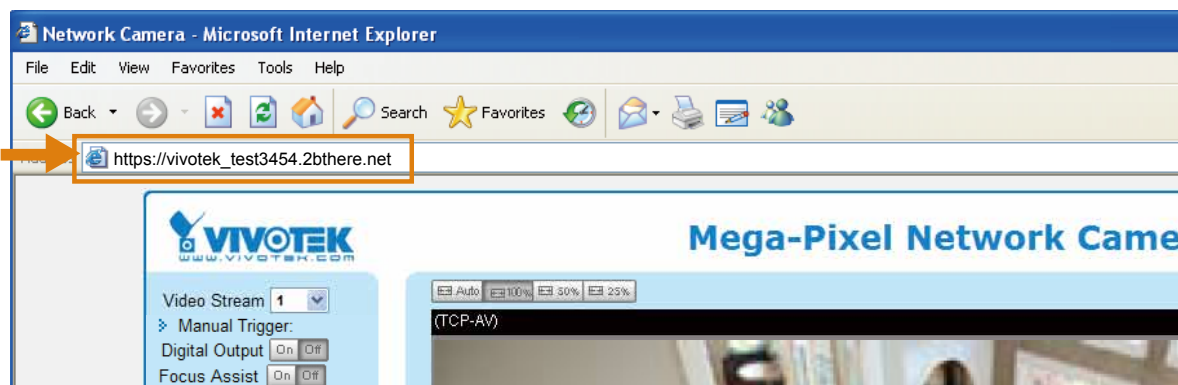 Network Camera - Microsoft Internet Explorer
File Edit View Favorites Tools Help
Back Search Favorites
https://vivotek_test3454.2bthere.net
VIVOTEK
www.vivotek.com
Mega-Pixel Network Came
Video Stream 1
Manual Trigger:
Digital Output On Off
Focus Assist On Off
Auto 100% 50% 25%
(TCP-AV)